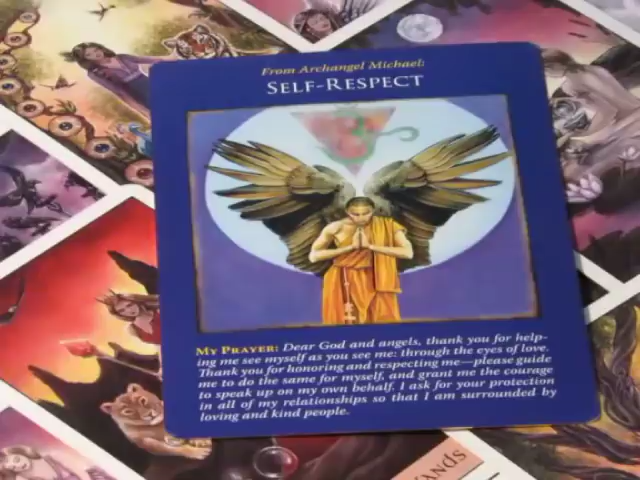 From Archangel Michael:
SELF-RESPECT
MY PRAYER: Dear God and angels, thank you for help-
ing me see myself as you see me: through the eyes of love.
Thank you for honoring and respecting me—please guide
me to do the same for myself, and grant me the courage
to speak up on my own behalf. I ask for your protection
in all of my relationships so that I am surrounded by
loving and kind people.